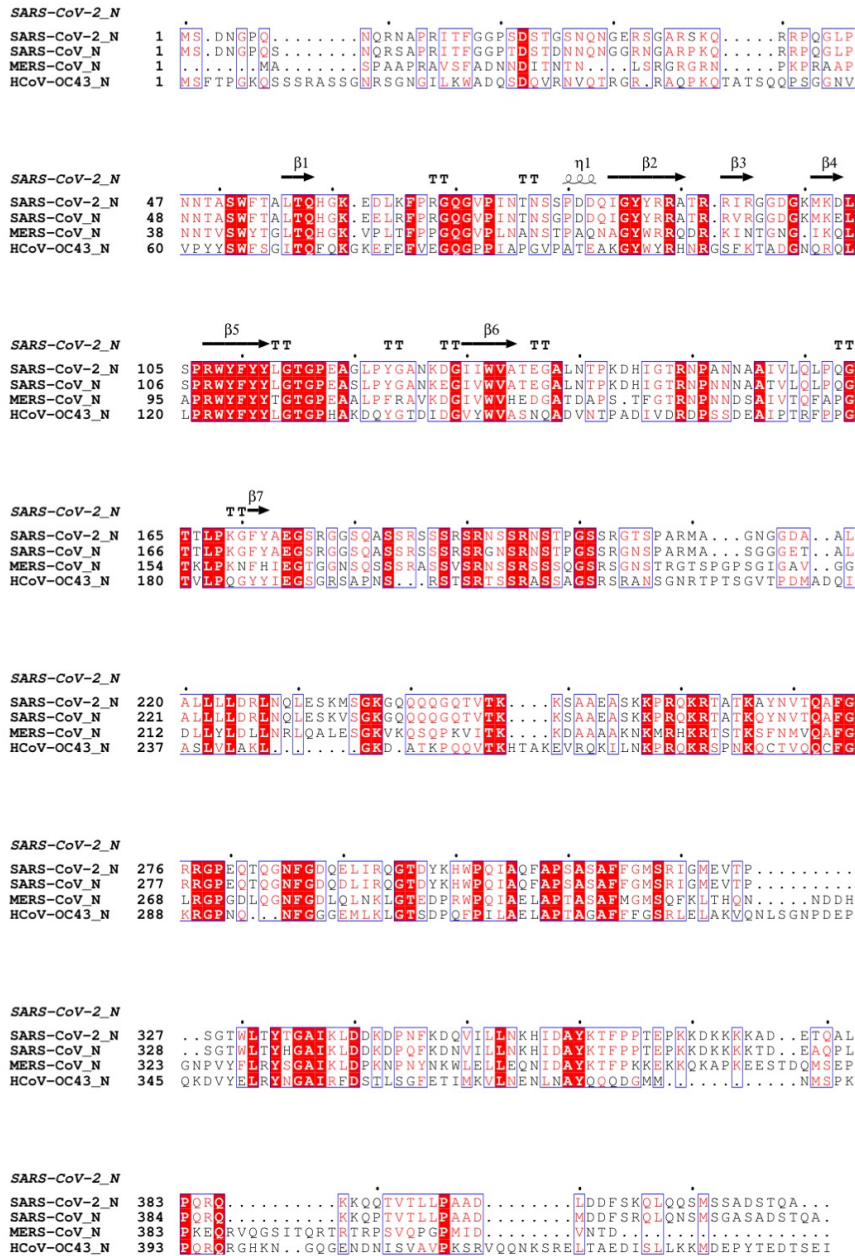 SARS-CoV-2_N
SARS-CoV-2_N 1 MS.DNGPQ........NQRNAPRITFGGPSDSTGSNQNGERSGARSKQ.....RRPQGLP
SARS-CoV_N 1 MS.DNGPQS.......NQRSAPRITFGGPTDSTDNNQNGGRNGARPKQ.....RRPQGLP
MERS-CoV_N 1 .......MA.......SPAAPRAVSFADNNDITNTN....LSRGRGRN.....PKPRAAP
HCoV-OC43_N 1 MSFTPGKQSSSRASSGNRSGNGILKWADQSDQVRNVQTRGR.RAQPKQTATSQQPSGGNV
β1 TT TT η1 β2 β3 β4
SARS-CoV-2_N
SARS-CoV-2_N 47 NNTASWFTALTQHGK.EDLKFPRGQGVPINTNSSPDDQIGYYRRATR.RIRGGDGKMKDL
SARS-CoV_N 48 NNTASWFTALTQHGK.EELRFPRGQGVPINTNSGPDDQIGYYRRATR.RVRGGDGKMKEL
MERS-CoV_N 38 NNTVSWYTGLTQHGK.VPLTFPPGQGVPLNANSTPAQNAGYWRRQDR.KINTGNG.IKQL
HCoV-OC43_N 60 VPYYSWFSGITQFQKGKEFEFVEGQGPPIAPGVPATEAKGYWYRHNRGSFKTADGNQRQL
β5 TT TT TT β6 TT TT
SARS-CoV-2_N
SARS-CoV-2_N 105 SPRWYFYYLGTGPEAGLPYGANKDGIIWVATEGALNTPKDHIGTRNPANNAAIVLQLPQG
SARS-CoV_N 106 SPRWYFYYLGTGPEASLPYGANKEGIVWVATEGALNTPKDHIGTRNPNNNAATVLQLPQG
MERS-CoV_N 95 APRWYFYYTGTGPEAALPFRAVKDGIVWVHEDGATDAPS.TFGTRNPNNDSAIVTQFAPG
HCoV-OC43_N 120 LPRWYFYYLGTGPHAKDQYGTDIDGVYWVASNQADVNTPADIVDRDPSSDEAIPTRFPPG
TT β7
SARS-CoV-2_N
SARS-CoV-2_N 165 TTLPKGFYAEGSRGGSQASSRSSSRSRNSSRNSTPGSSRGTSPARMA...GNGGDA..AL
SARS-CoV_N 166 TTLPKGFYAEGSRGGSQASSRSSSRSRGNSRNSTPGSSRGNSPARMA...SGGGET..AL
MERS-CoV_N 154 TKLPKNFHIEGTGGNSQSSSRASSVSRNSSRSSSQGSRSGNSTRGTSPGPSGIGAV..GG
HCoV-OC43_N 180 TVLPQGYYIEGSGRSAPNS...RSTSRTSSRASSAGSRSRANSGNRTPTSGVTPDMADQI
SARS-CoV-2_N
SARS-CoV-2_N 220 ALLLLDRLNQLESKMSGKGQQQQGQTVTK....KSAAEASKKPRQKRTATKAYNVTQAFG
SARS-CoV_N 221 ALLLLDRLNQLESKVSGKGQQQQGQTVTK....KSAAEASKKPRQKRTATKQYNVTQAFG
MERS-CoV_N 212 DLLYLDLLNRLQALESGKVKQSQPKVITK....KDAAAAKNKMRHKRTSTKSFNMVQAFG
HCoV-OC43_N 237 ASLVLAKL........GKD.ATKPQQVTKHTAKEVRQKILNKPRQKRSPNKQCTVQQCFG
SARS-CoV-2_N
SARS-CoV-2_N 276 RRGPEQTQGNFGDQELIRQGTDYKHWPQIAQFAPSASAFFGMSRIGMEVTP.........
SARS-CoV_N 277 RRGPEQTQGNFGDQDLIRQGTDYKHWPQIAQFAPSASAFFGMSRIGMEVTP.........
MERS-CoV_N 268 LRGPGDLQGNFGDLQLNKLGTEDPRWPQIAELAPTASAFMGMSQFKLTHQN.....NDDH
HCoV-OC43_N 288 KRGPNQ...NFGGGEMLKLGTSDPQFPILAELAPTAGAFFFGSRLELAKVQNLSGNPDEP
SARS-CoV-2_N
SARS-CoV-2_N 327 ..SGTWLTYTGAIKLDDKDPNFKDQVILLNKHIDAYKTFPPTEPKKDKKKKAD..ETQAL
SARS-CoV_N 328 ..SGTWLTYHGAIKLDDKDPQFKDNVILLNKHIDAYKTFPPTEPKKDKKKKTD..EAQPL
MERS-CoV_N 323 GNPVYFLRYSGAIKLDPKNPNYNKWLELLEQNIDAYKTFPKKEKKQKAPKEESTDQMSEP
HCoV-OC43_N 345 QKDVYELRYNGAIRFDSTLSGFETIMKVLNENLNAYQQQDGMM............NMSPK
SARS-CoV-2_N
SARS-CoV-2_N 383 PQRQ..........KKQQTVTLLPAAD........LDDFSKQLQQSMSSADSTQA...
SARS-CoV_N 384 PQRQ..........KKQPTVTLLPAAD........MDDFSRQLQNSMSGASADSTQA.
MERS-CoV_N 383 PKEQRVQGSITQRTRTRPSVQPGPMID........VNTD...................
HCoV-OC43_N 393 PQRQRGHKN..GQGENDNISVAVPKSRVQQNKSRELTAEDISLLKKMDEPYTEDTSEI